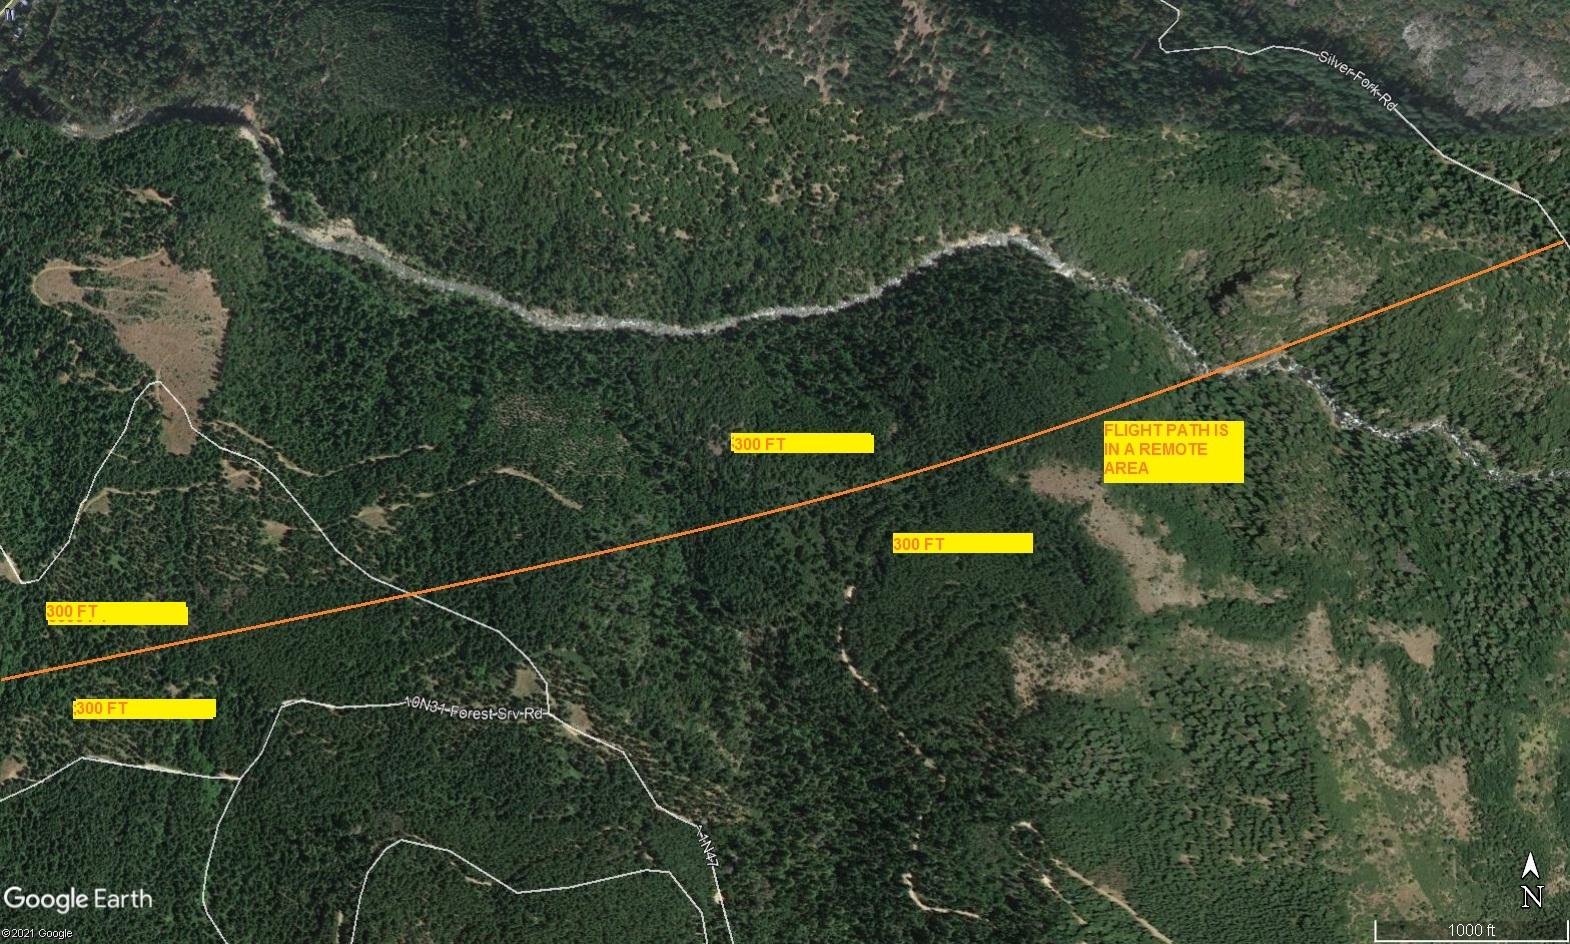 Silver-Fork-Rd
300 FT
FLIGHT PATH IS
IN A REMOTE
AREA
300 FT
300 FT
300 FT
10N31 Forest Srv Rd
11N47
Google Earth
N
©2021 Google
1000 ft